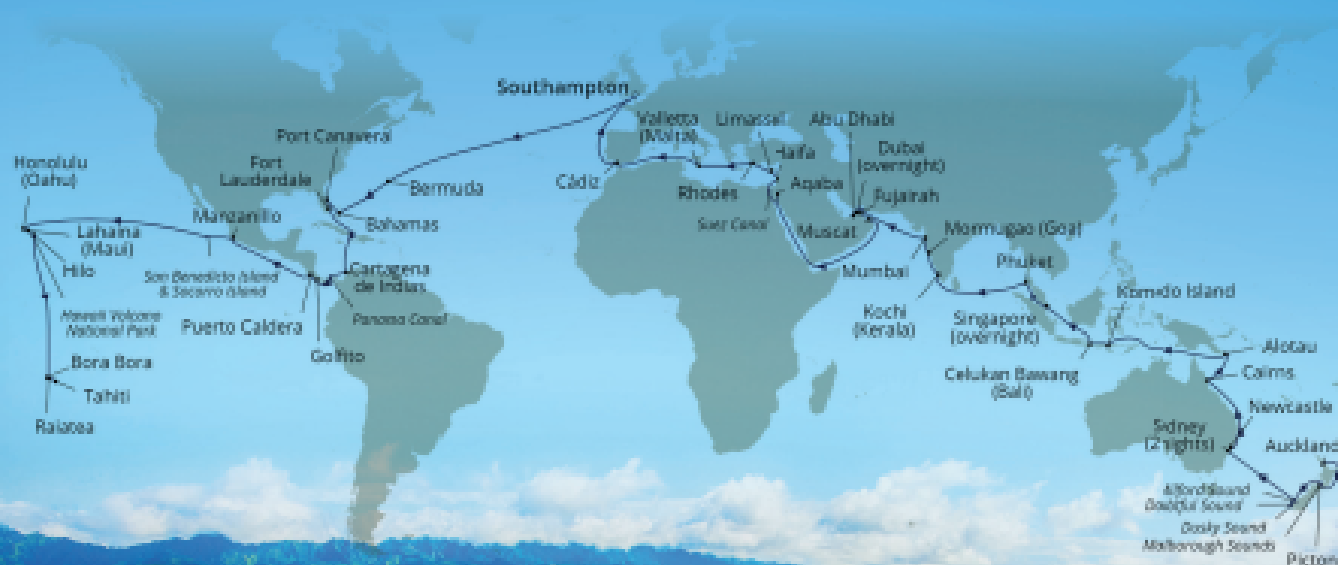 Southampton
Port Canaveral
Fort
Lauderdale
Honolulu
(Oahu)
Bermuda
Bahamas
Manzanillo
Lahaina
(Maui)
Hilo
San Benedicto Island
& Socorro Island
Hawaii Volcano
National Park
Cartagena
de Indias
Puerto Caldera
Panama Canal
Golfito
Bora Bora
Tahiti
Raiatea
Valletta
(Malta)
Limassol
Abu Dhabi
Haifa
Dubai
(overnight)
Cádiz
Rhodes
Aqaba
Fujairah
Suez Canal
Muscat
Mormugao (Goa)
Mumbai
Phuket
Kochi
(Kerala)
Komodo Island
Singapore
(overnight)
Alotau
Celukan Bawang
(Bali)
Cairns
Newcastle
Sidney
(2 nights)
Auckland
Sound
Doubtful Sound
Dusky Sound
Malborough Sounds
Picton